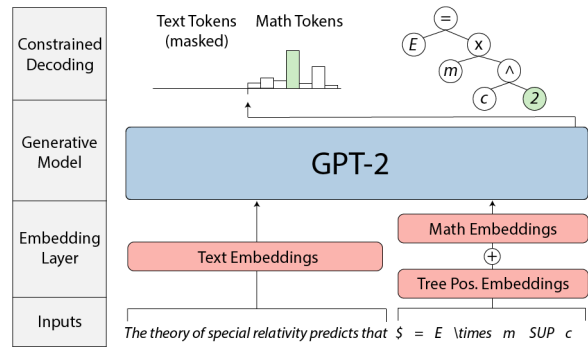 Constrained
Decoding
Text Tokens
(masked)
Math Tokens
=
E
x
m
^
c
2
Generative
Model
GPT-2
Embedding
Layer
Math Embeddings
Text Embeddings
+
Tree Pos. Embeddings
Inputs
The theory of special relativity predicts that $ = E \times m SUP c